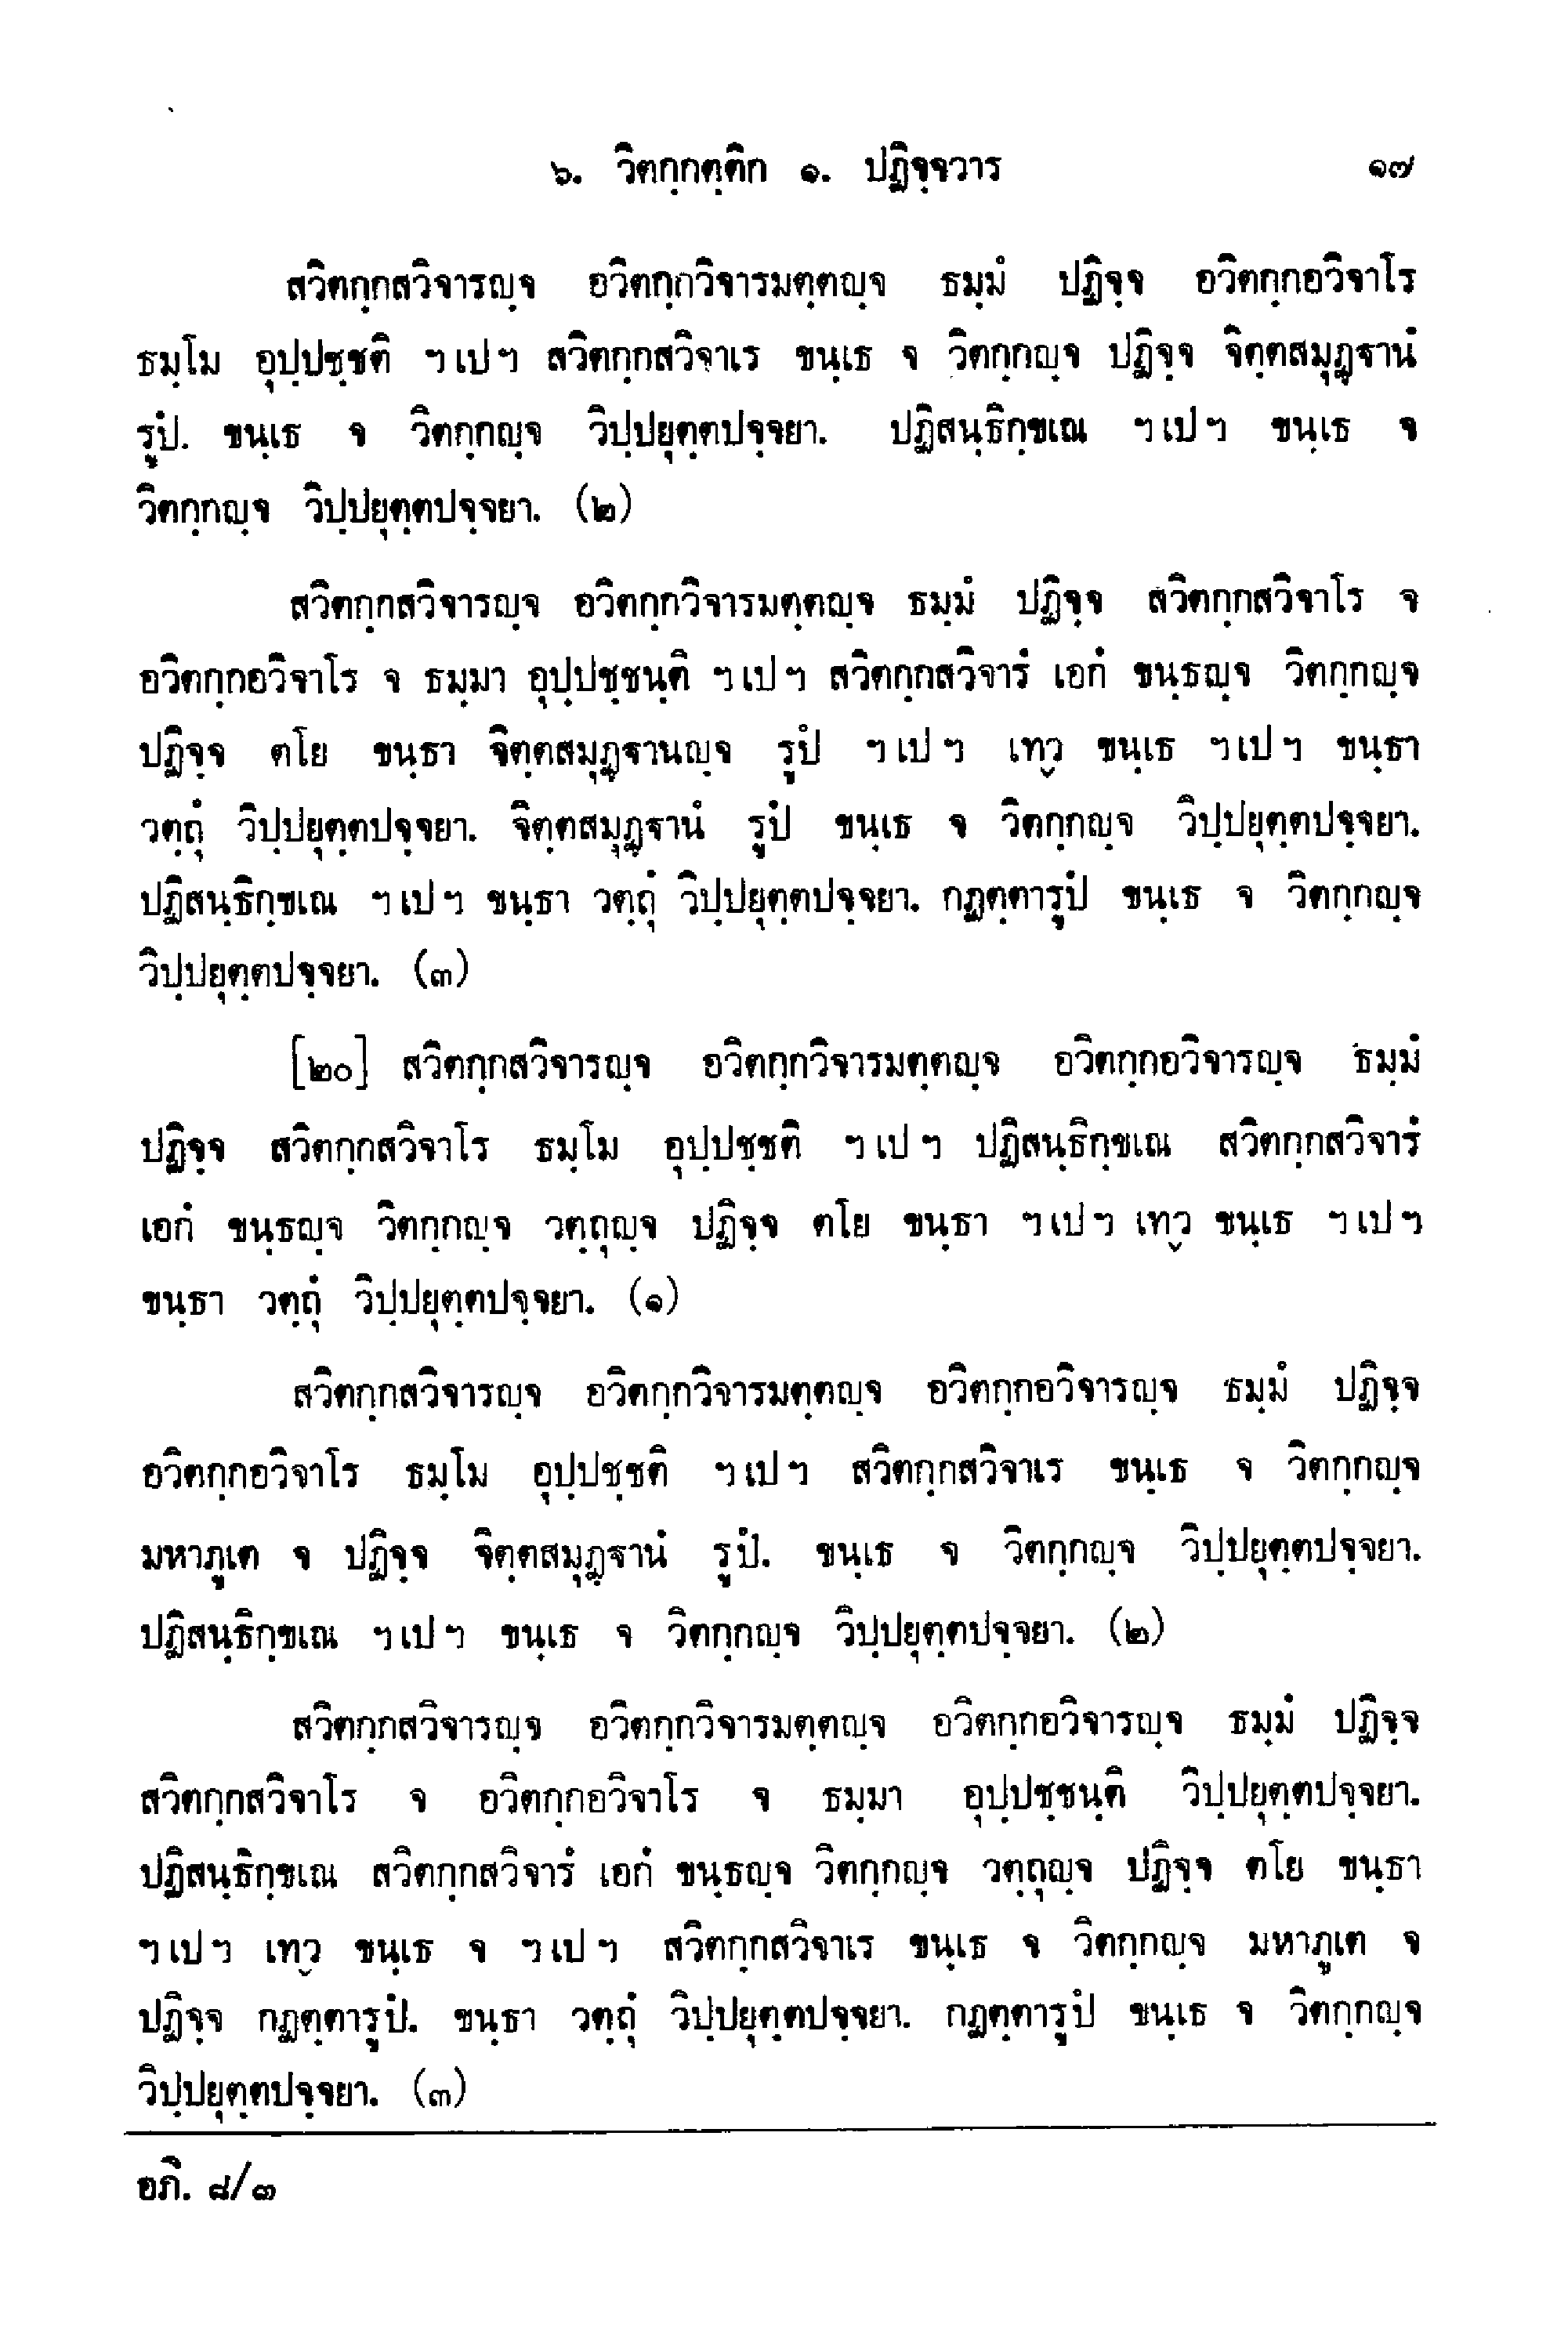 ๖. วิตกฺกตฺติก ๑. ปฏิจฺจวาร ๑๗
สวิตกฺกสวิจารญฺจ อวิตกฺกวิจารมตฺตญฺจ ธมฺมํ ปฏิจฺจ อวิตกฺกอวิจาโร
ธมฺโม อุปฺปชฺชติ ฯ เป ฯ สวิตกฺกสวิจาเร ขนฺเธ จ วิตกฺกญฺจ ปฏิจฺจ จิตฺตสมุฏฺฐานํ
รูปํ. ขนฺเธ จ วิตกฺกญฺจ วิปฺปยุตฺตปจฺจยา. ปฏิสนฺธิกฺขเณ ฯ เป ฯ ขนฺเธ จ
วิตกฺกญฺจ วิปฺปยุตฺตปจฺจยา. (๒)
สวิตกฺกสวิจารญฺจ อวิตกฺกวิจารมตฺตญฺจ ธมฺมํ ปฏิจฺจ สวิตกฺกสวิจาโร จ
อวิตกฺกอวิจาโร จ ธมฺมา อุปฺปชฺชนฺติ ฯ เป ฯ สวิตกฺกสวิจารํ เอกํ ขนฺธญฺจ วิตกฺกญฺจ
ปฏิจฺจ ตโย ขนฺธา จิตฺตสมุฏฺฐานญฺจ รูปํ ฯ เป ฯ เทฺว ขนฺเธ ฯ เป ฯ ขนฺธา
วตฺถุํ วิปฺปยุตฺตปจฺจยา. จิตฺตสมุฏฺฐานํ รูปํ ขนฺเธ จ วิตกฺกญฺจ วิปฺปยุตฺตปจฺจยา.
ปฏิสนฺธิกฺขเณ ฯ เป ฯ ขนฺธา วตฺถุํ วิปฺปยุตฺตปจฺจยา. กฏตฺตารูปํ ขนฺเธ จ วิตกฺกญฺจ
วิปฺปยุตฺตปจฺจยา. (๓)
[๒๐] สวิตกฺกสวิจารญฺจ อวิตกฺกวิจารมตฺตญฺจ อวิตกฺกอวิจารญฺจ ธมฺมํ
ปฏิจฺจ สวิตกฺกสวิจาโร ธมฺโม อุปฺปชฺชติ ฯ เป ฯ ปฏิสนฺธิกฺขเณ สวิตกฺกสวิจารํ
เอกํ ขนฺธญฺจ วิตกฺกญฺจ วตฺถุญฺจ ปฏิจฺจ ตโย ขนฺธา ฯ เป ฯ เทฺว ขนฺเธ ฯ เป ฯ
ขนฺธา วตฺถุํ วิปฺปยุตฺตปจฺจยา. (๑)
สวิตกฺกสวิจารญฺจ อวิตกฺกวิจารมตฺตญฺจ อวิตกฺกอวิจารญฺจ ธมฺมํ ปฏิจฺจ
อวิตกฺกอวิจาโร ธมฺโม อุปฺปชฺชติ ฯ เป ฯ สวิตกฺกสวิจาเร ขนฺเธ จ วิตกฺกญฺจ
มหาภูเต จ ปฏิจฺจ จิตฺตสมุฏฺฐานํ รูปํ. ขนฺเธ จ วิตกฺกญฺจ วิปฺปยุตฺตปจฺจยา.
ปฏิสนฺธิกฺขเณ ฯ เป ฯ ขนฺเธ จ วิตกฺกญฺจ วิปฺปยุตฺตปจฺจยา. (๒)
สวิตกฺกสวิจารญฺจ อวิตกฺกวิจารมตฺตญฺจ อวิตกฺกอวิจารญฺจ ธมฺมํ ปฏิจฺจ
สวิตกฺกสวิจาโร จ อวิตกฺกอวิจาโร จ ธมฺมา อุปฺปชฺชนฺติ วิปฺปยุตฺตปจฺจยา.
ปฏิสนฺธิกฺขเณ สวิตกฺกสวิจารํ เอกํ ขนฺธญฺจ วิตกฺกญฺจ วตฺถุญฺจ ปฏิจฺจ ตโย ขนฺธา
ฯ เป ฯ เทฺว ขนฺเธ จ ฯ เป ฯ สวิตกฺกสวิจาเร ขนฺเธ จ วิตกฺกญฺจ มหาภูเต จ
ปฏิจฺจ กฏตฺตารูปํ. ขนฺธา วตฺถุํ วิปฺปยุตฺตปจฺจยา. กฏตฺตารูปํ ขนฺเธ จ วิตกฺกญฺจ
วิปฺปยุตฺตปจฺจยา. (๓)
อภิ. ๘/๓